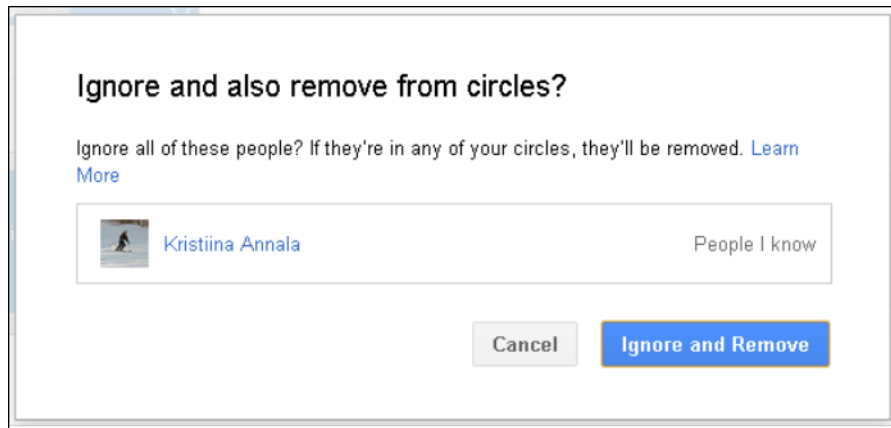 Ignore and also remove from circles?
Ignore all of these people? If they're in any of your circles, they'll be removed. Learn
More
Kristiina Annala People I know
Cancel Ignore and Remove